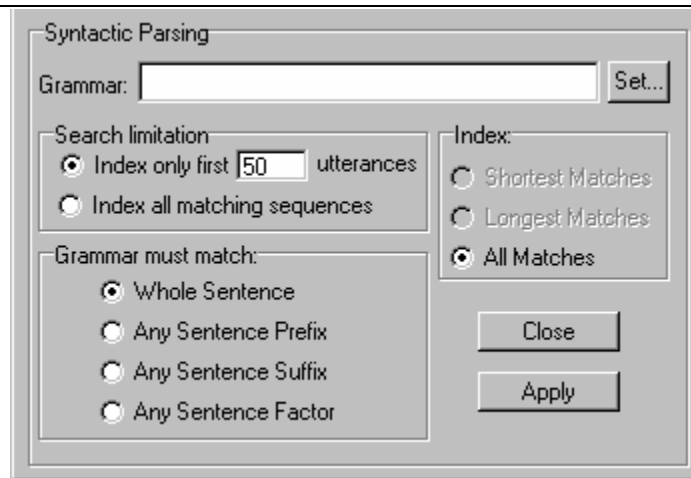 Syntactic Parsing
Grammar: Set...
Search limitation
Index only first 50 utterances
Index all matching sequences
Index:
Shortest Matches
Longest Matches
All Matches
Grammar must match:
Whole Sentence
Any Sentence Prefix
Any Sentence Suffix
Any Sentence Factor
Close
Apply